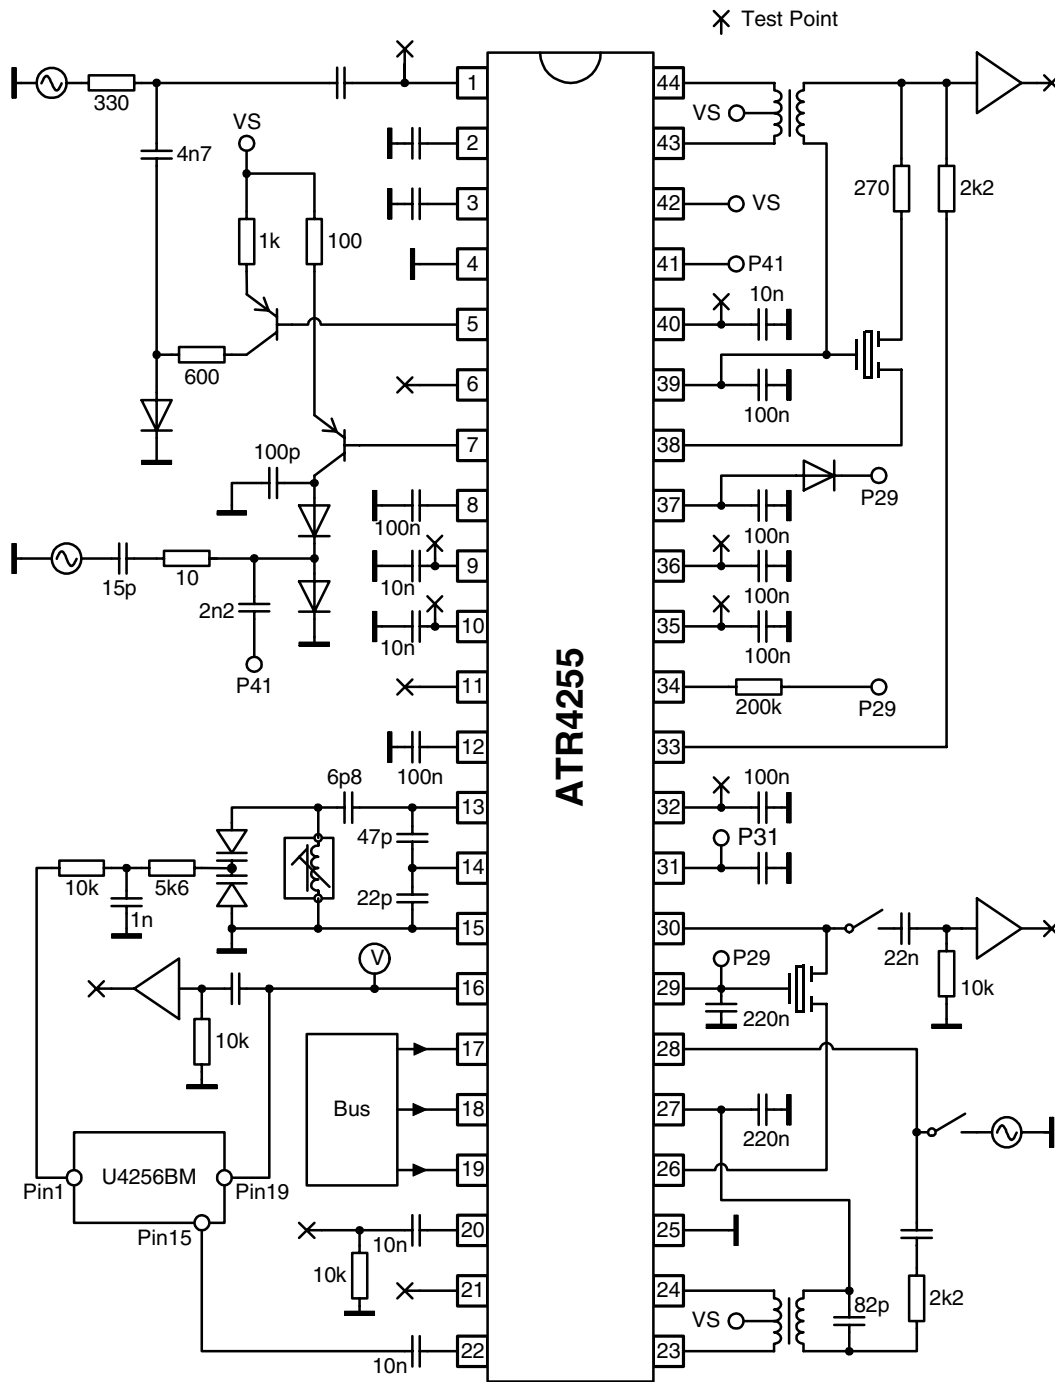 Test Point
330
4n7
VS
1k
100
600
100p
100n
15p
10
2n2
P41
10n
10n
100n
6p8
47p
22p
10k
5k6
1n
V
10k
Bus
U4256BM
Pin1
Pin19
Pin15
10n
10k
10n
1
2
3
4
5
6
7
8
9
10
11
12
13
14
15
16
17
18
19
20
21
22
ATR4255
44
43
42
41
40
39
38
37
36
35
34
33
32
31
30
29
28
27
26
25
24
23
VS
270
2k2
VS
P41
10n
100n
P29
100n
100n
100n
200k
P29
100n
P31
22n
10k
P29
220n
220n
82p
2k2
VS